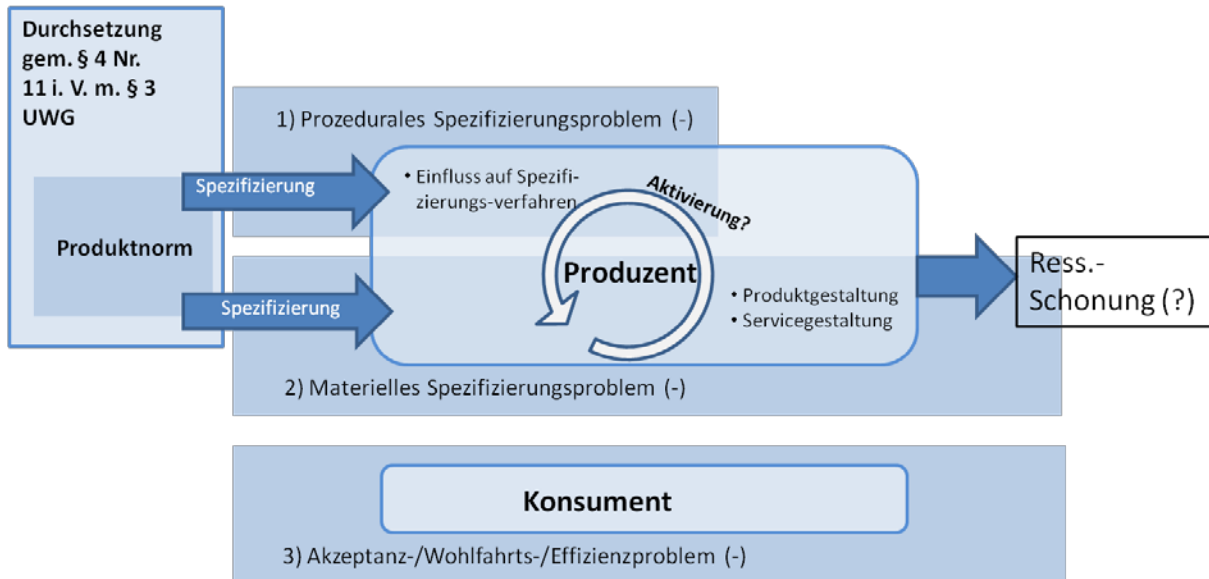 Durchsetzung
gem. § 4 Nr.
11 i. V. m. § 3
UWG
1) Prozedurales Spezifizierungsproblem (-)
Spezifizierung
• Einfluss auf Spezifi-
zierungs-verfahren
Aktivierung?
Produktnorm
Produzent
Spezifizierung
• Produktgestaltung
• Servicegestaltung
Ress.-
Schonung (?)
2) Materielles Spezifizierungsproblem (-)
Konsument
3) Akzeptanz-/Wohlfahrts-/Effizienzproblem (-)